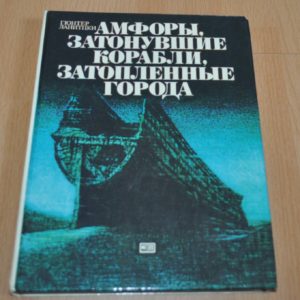 ГЮНТЕР
ЛАНИТЦКИ
АМФОРЫ,
ЗАТОНУВШИЕ
КОРАБЛИ,
ЗАТОПЛЕННЫЕ
ГОРОДА